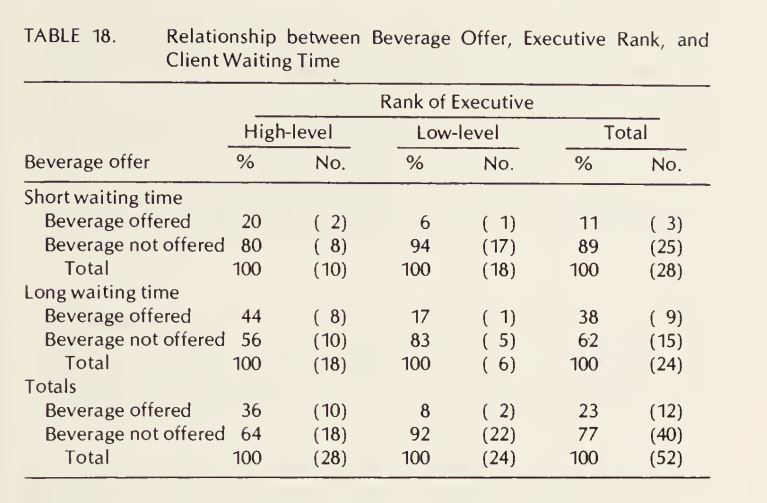 TABLE 18. Relationship between Beverage Offer, Executive Rank, and
Client Waiting Time
Rank of Executive
High-level Low-level Total
Beverage offer % No. % No. % No.
Short waiting time
Beverage offered 20 ( 2) 6 ( 1) 11 ( 3)
Beverage not offered 80 ( 8) 94 (17) 89 (25)
Total 100 (10) 100 (18) 100 (28)
Long waiting time
Beverage offered 44 ( 8) 17 ( 1) 38 ( 9)
Beverage not offered 56 (10) 83 ( 5) 62 (15)
Total 100 (18) 100 ( 6) 100 (24)
Totals
Beverage offered 36 (10) 8 ( 2) 23 (12)
Beverage not offered 64 (18) 92 (22) 77 (40)
Total 100 (28) 100 (24) 100 (52)